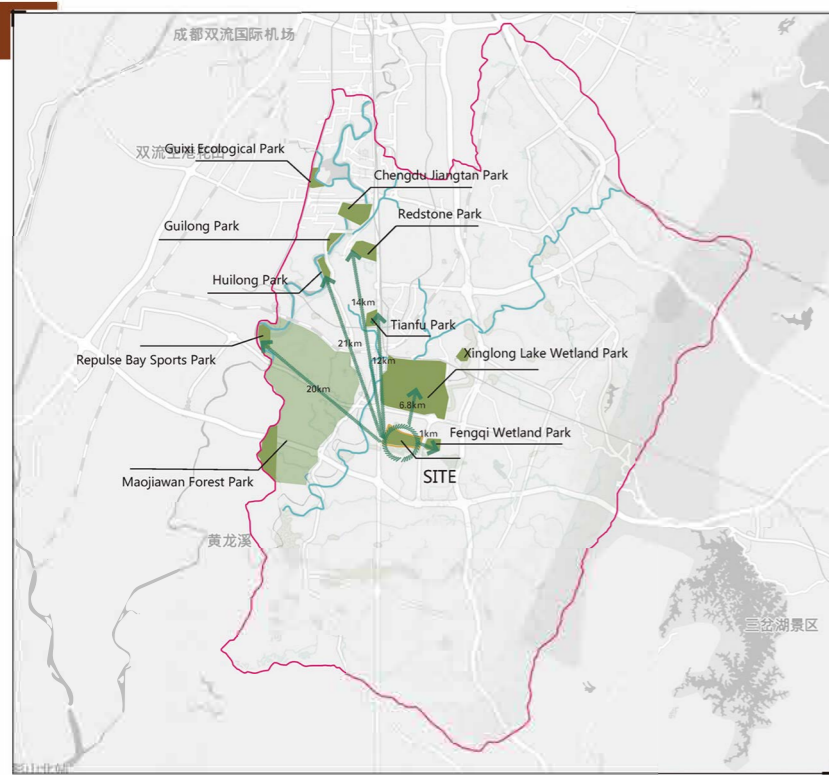 成都双流国际机场
Guixi Ecological Park
Chengdu Jiangtan Park
Guilong Park
Redstone Park
Huilong Park
14km
Tianfu Park
21km
Repulse Bay Sports Park
12km
Xinglong Lake Wetland Park
20km
6.8km
1km
Fengqi Wetland Park
SITE
Maojiawan Forest Park
黄龙溪
三岔湖景区